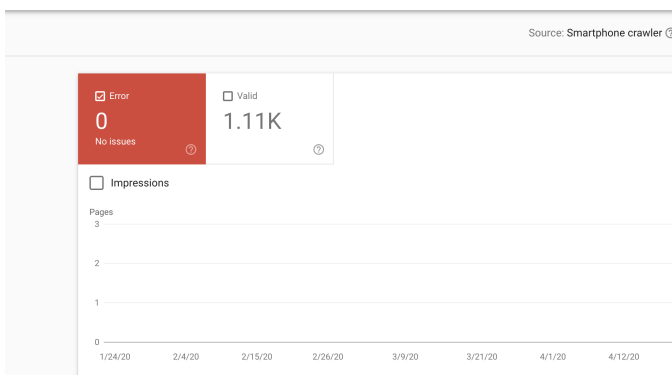 Source: Smartphone crawler
Error
Valid
0
1.11K
No issues
Impressions
Pages
3
2
1
0
1/24/20 2/4/20 2/15/20 2/26/20 3/9/20 3/21/20 4/1/20 4/12/20